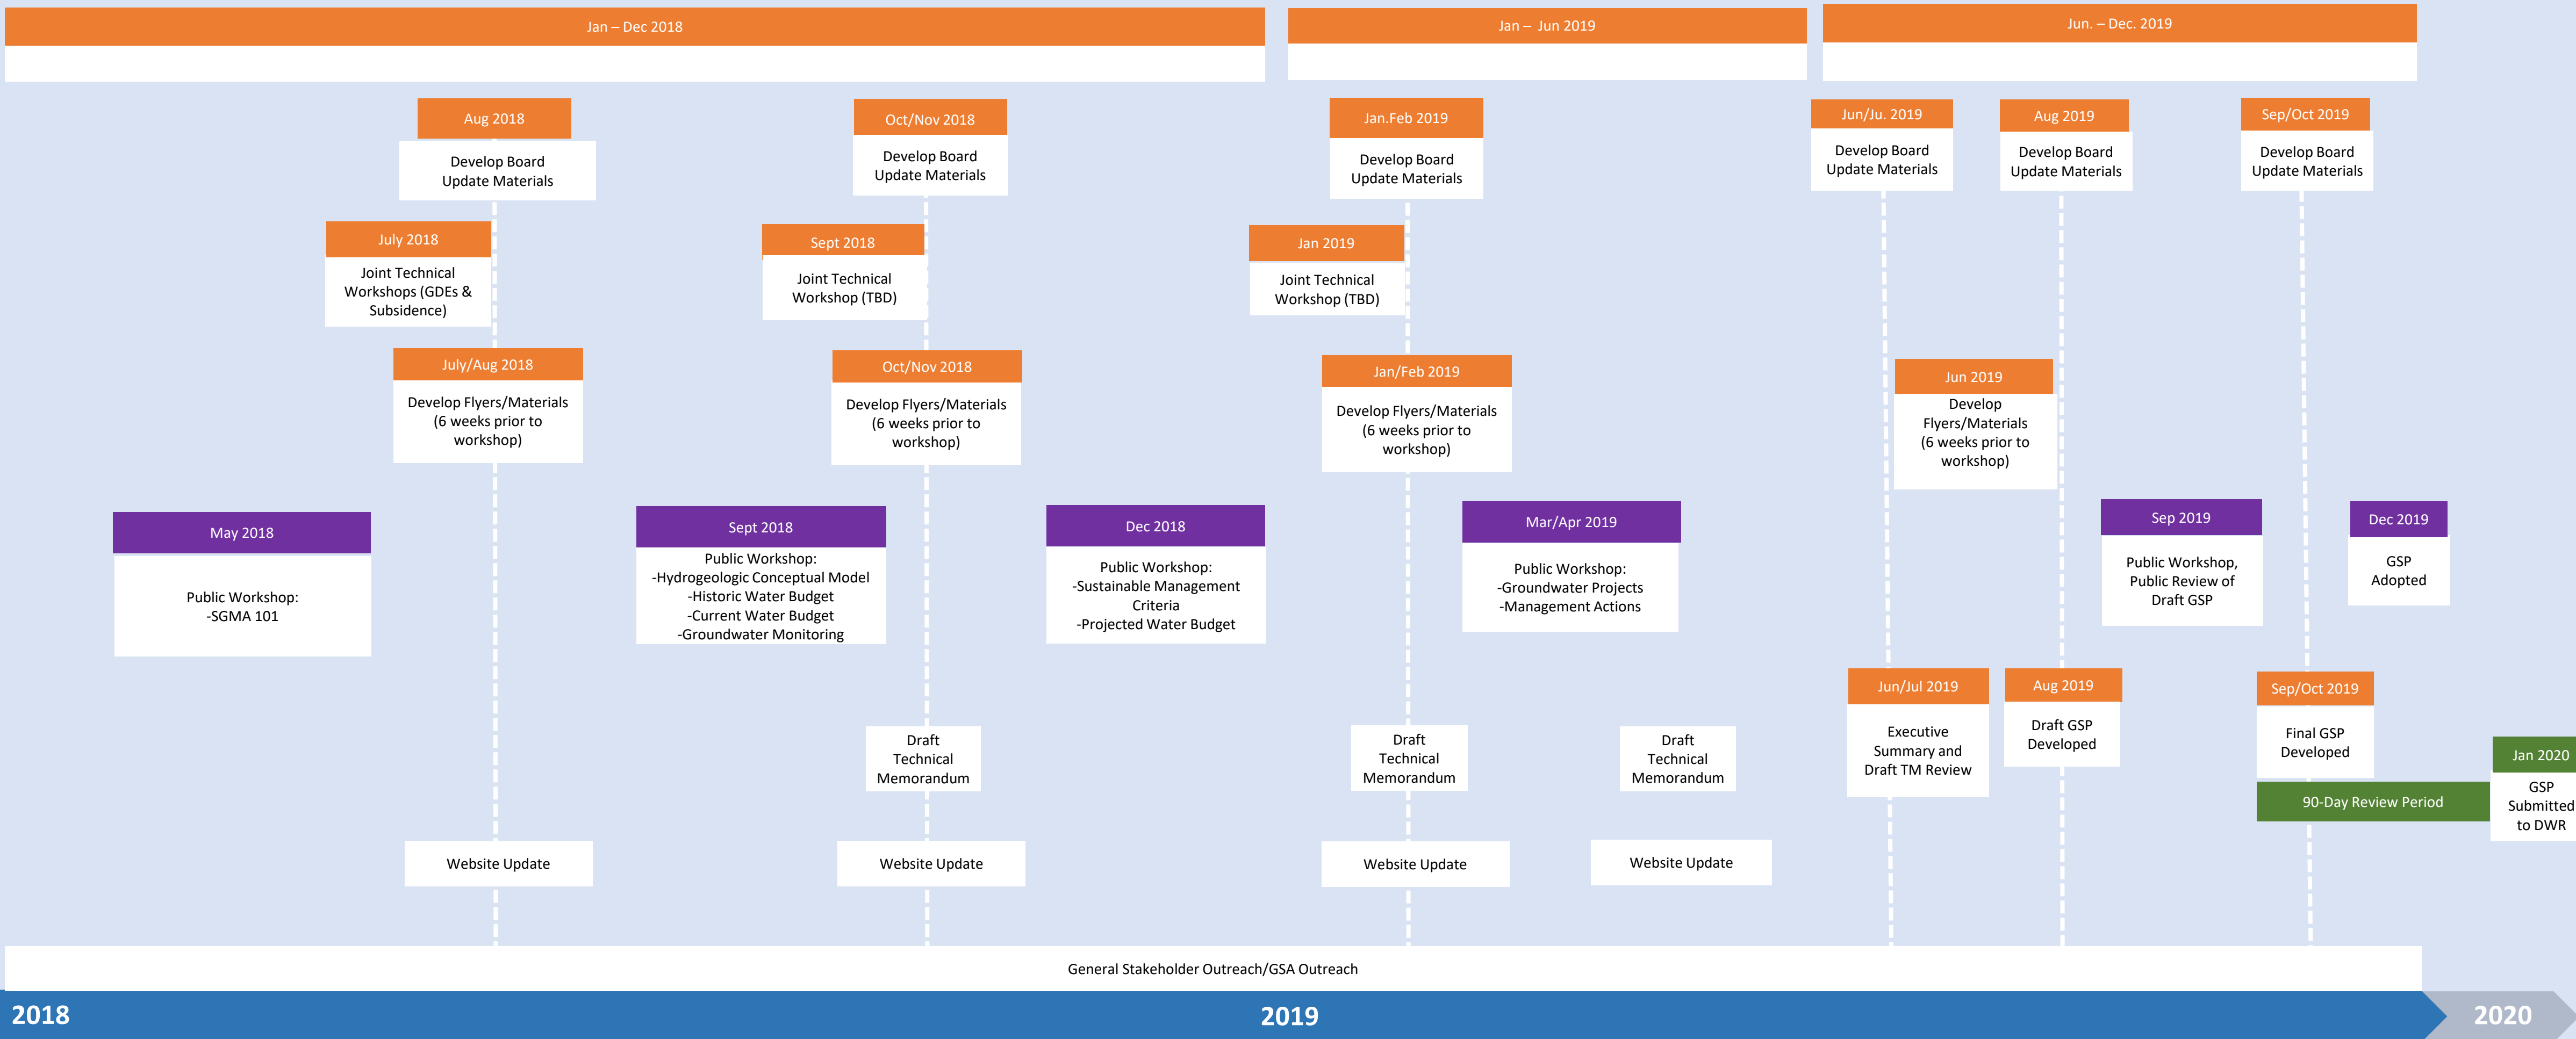 Jan – Dec 2018
Jan – Jun 2019
Jun. – Dec. 2019
Aug 2018
Develop Board
Update Materials
Oct/Nov 2018
Develop Board
Update Materials
Jan.Feb 2019
Develop Board
Update Materials
Jun/Ju. 2019
Develop Board
Update Materials
Aug 2019
Develop Board
Update Materials
Sep/Oct 2019
Develop Board
Update Materials
July 2018
Joint Technical
Workshops (GDEs &
Subsidence)
Sept 2018
Joint Technical
Workshop (TBD)
Jan 2019
Joint Technical
Workshop (TBD)
July/Aug 2018
Develop Flyers/Materials
(6 weeks prior to
workshop)
Oct/Nov 2018
Develop Flyers/Materials
(6 weeks prior to
workshop)
Jan/Feb 2019
Develop Flyers/Materials
(6 weeks prior to
workshop)
Jun 2019
Develop
Flyers/Materials
(6 weeks prior to
workshop)
May 2018
Public Workshop:
-SGMA 101
Sept 2018
Public Workshop:
-Hydrogeologic Conceptual Model
-Historic Water Budget
-Current Water Budget
-Groundwater Monitoring
Dec 2018
Public Workshop:
-Sustainable Management
Criteria
-Projected Water Budget
Mar/Apr 2019
Public Workshop:
-Groundwater Projects
-Management Actions
Sep 2019
Public Workshop,
Public Review of
Draft GSP
Dec 2019
GSP
Adopted
Draft
Technical
Memorandum
Draft
Technical
Memorandum
Draft
Technical
Memorandum
Jun/Jul 2019
Executive
Summary and
Draft TM Review
Aug 2019
Draft GSP
Developed
Sep/Oct 2019
Final GSP
Developed
90-Day Review Period
Jan 2020
GSP
Submitted
to DWR
Website Update
Website Update
Website Update
Website Update
General Stakeholder Outreach/GSA Outreach
2018
2019
2020